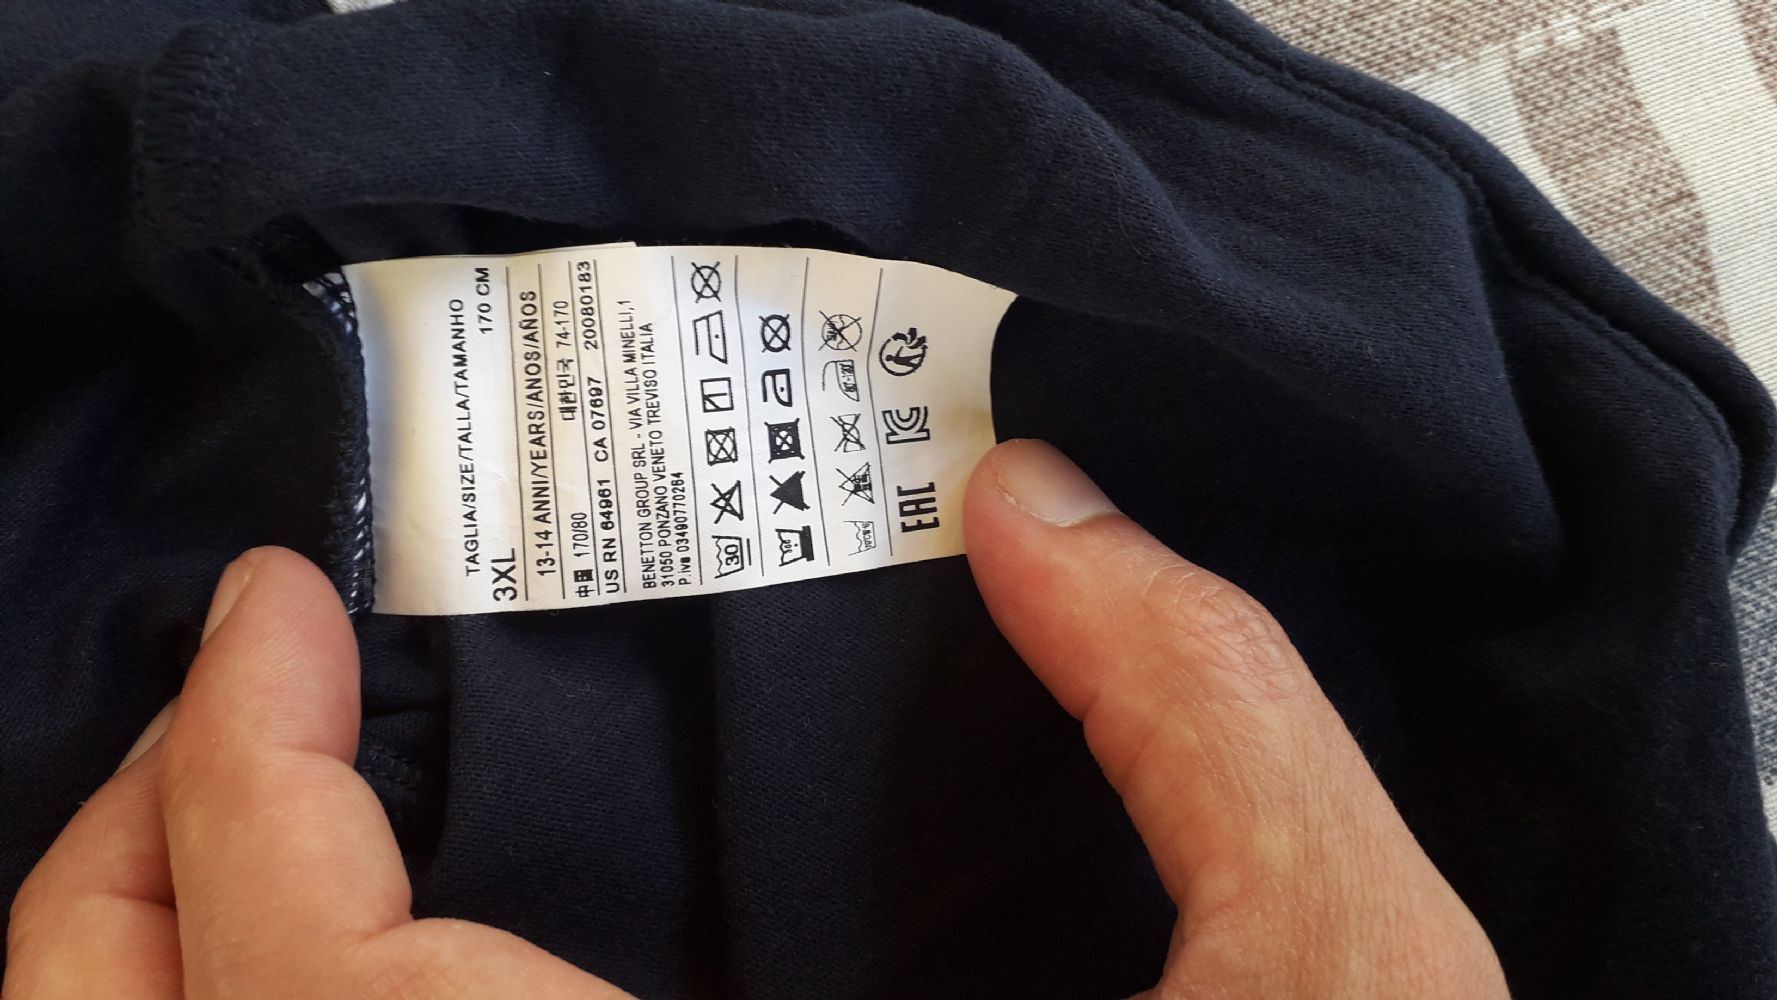 TAGLIA/SIZE/TALLA/TAMANHO
3XL 170 CM
13-14 ANNI/YEARS/ANOS/AÑOS
中国 170/80 대한민국 74-170
US RN 64961 CA 07697 20080183
BENETTON GROUP SRL - VIA VILLA MINELLI,1
31050 PONZANO VENETO TREVISO ITALIA
P.iva 03490770264
30
EAC